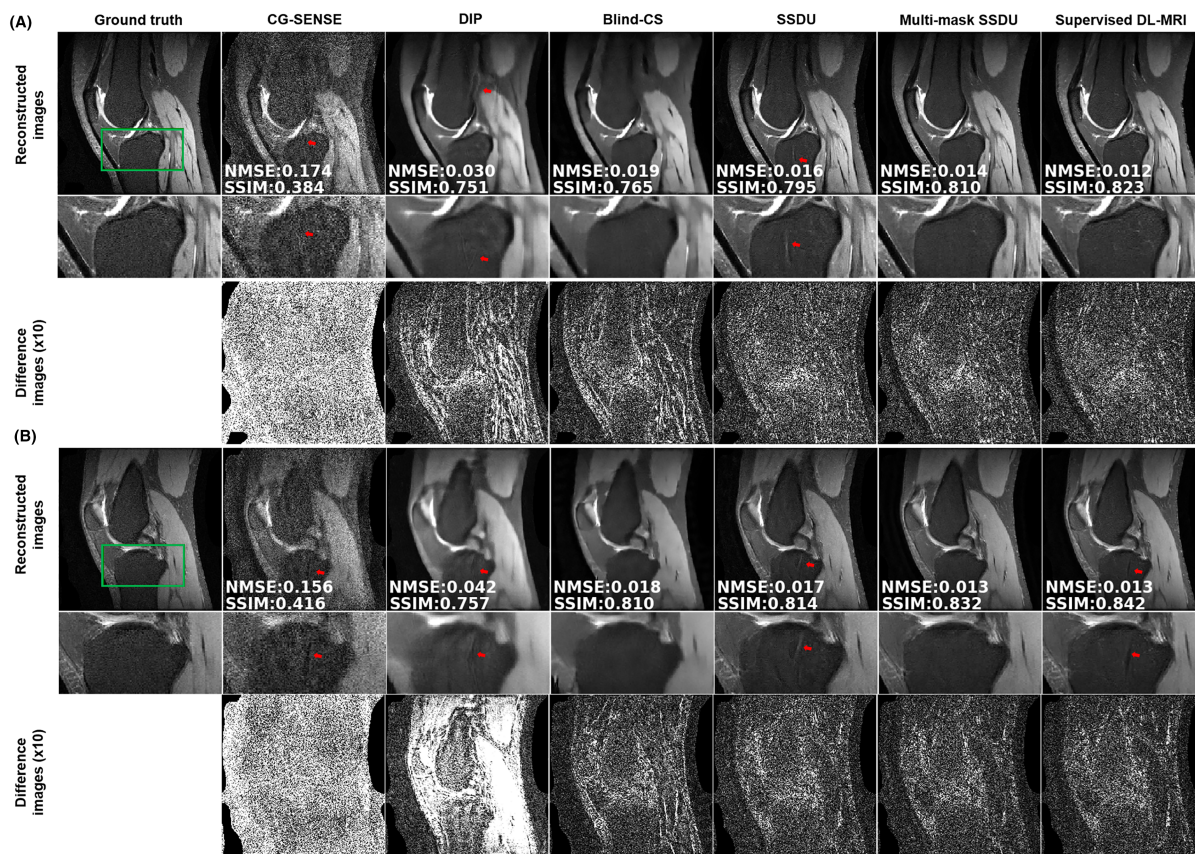 (A)
Ground truth
CG-SENSE
DIP
Blind-CS
SSDU
Multi-mask SSDU
Supervised DL-MRI
Reconstructed
images
NMSE:0.174
SSIM:0.384
NMSE:0.030
SSIM:0.751
NMSE:0.019
SSIM:0.765
NMSE:0.016
SSIM:0.795
NMSE:0.014
SSIM:0.810
NMSE:0.012
SSIM:0.823
Difference
images (x10)
(B)
Reconstructed
images
NMSE:0.156
SSIM:0.416
NMSE:0.042
SSIM:0.757
NMSE:0.018
SSIM:0.810
NMSE:0.017
SSIM:0.814
NMSE:0.013
SSIM:0.832
NMSE:0.013
SSIM:0.842
Difference
images (x10)